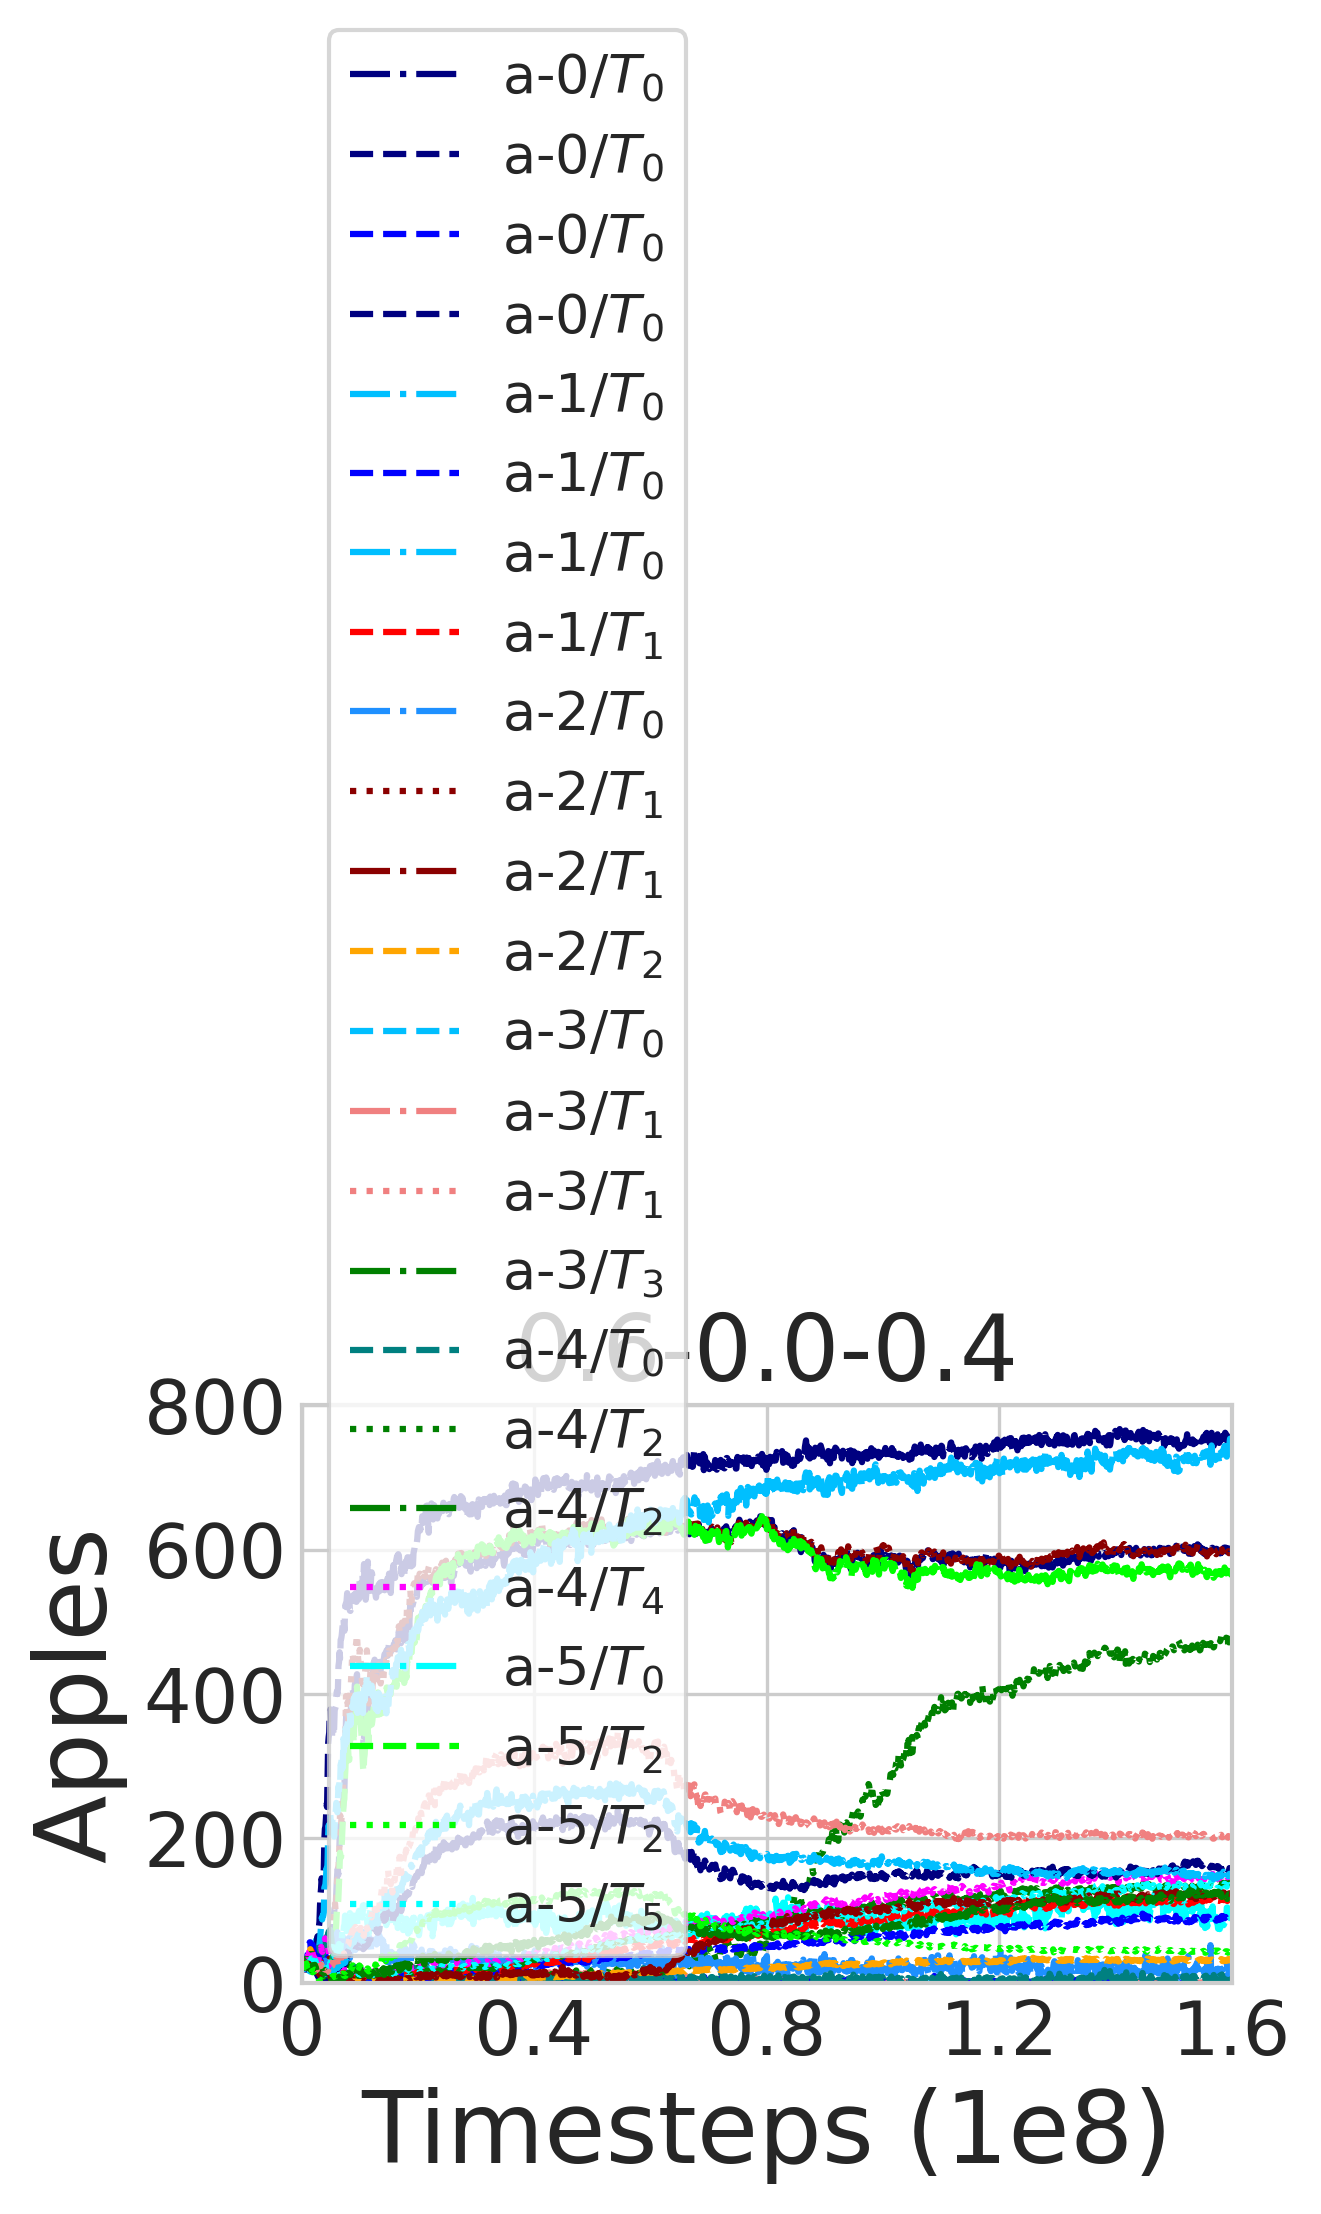 a-0/T₀
a-0/T₀
a-0/T₀
a-0/T₀
a-1/T₀
a-1/T₀
a-1/T₀
a-1/T₁
a-2/T₀
a-2/T₁
a-2/T₁
a-2/T₂
a-3/T₀
a-3/T₁
a-3/T₁
a-3/T₃
a-4/T₀
a-4/T₂
a-4/T₂
a-4/T₄
a-5/T₀
a-5/T₂
a-5/T₂
a-5/T₅
0.6-0.0-0.4
800
600
400
200
0
Apples
0 0.4 0.8 1.2 1.6
Timesteps (1e8)